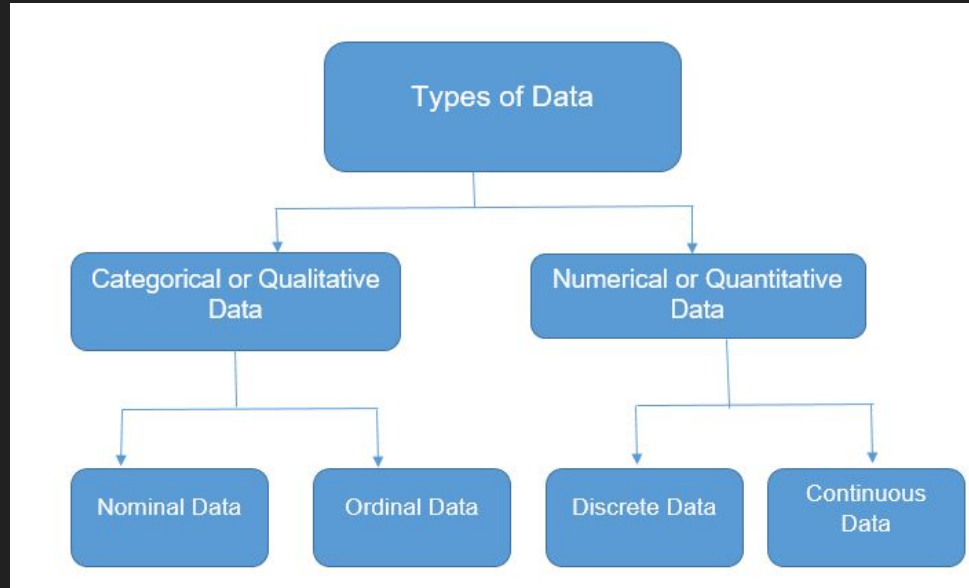 Types of Data
Categorical or Qualitative
Data
Numerical or Quantitative
Data
Nominal Data
Ordinal Data
Discrete Data
Continuous
Data